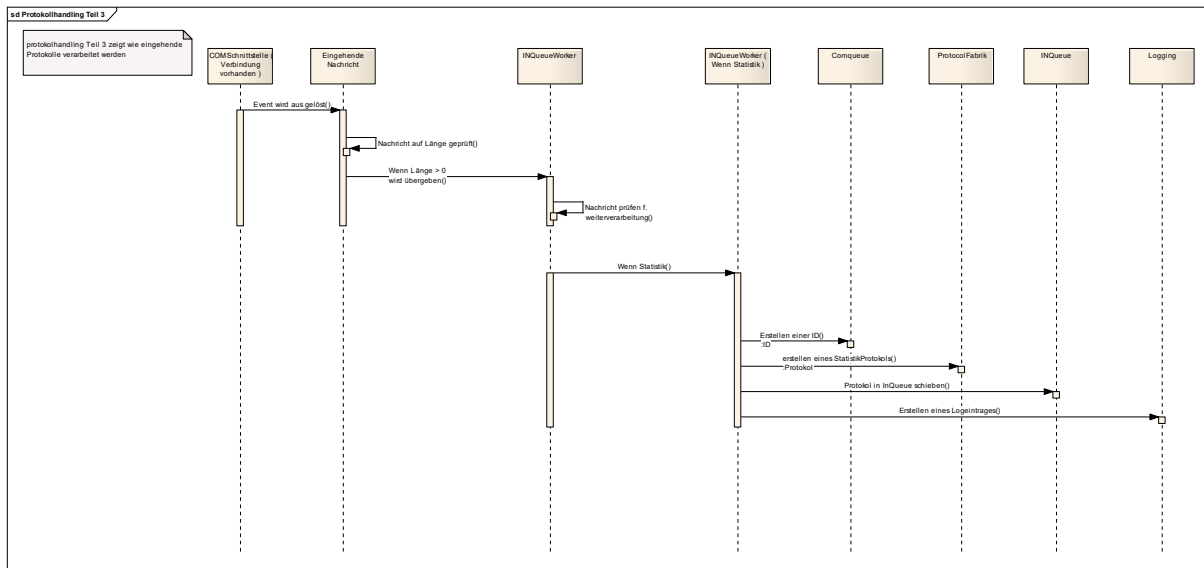 sd Protokollhandling Teil 3
protokolhandling Teil 3 zeigt wie eingehende
Protokolle verarbeitet werden
COMSchnittstelle (
Verbindung
vorhanden )
Eingehende
Nachricht
INQueueWorker
INQueueWorker (
Wenn Statistik )
Comqueue
ProtocolFabrik
INQueue
Logging
Event wird aus gelöst()
Nachricht auf Länge geprüft()
Wenn Länge > 0
wird übergeben()
Nachricht prüfen f.
weiterverarbeitung()
Wenn Statistik()
Erstellen einer ID()
:ID
erstellen eines StatistikProtokols()
:Protokol
Protokol in InQueue schieben()
Erstellen eines Logeintrages()